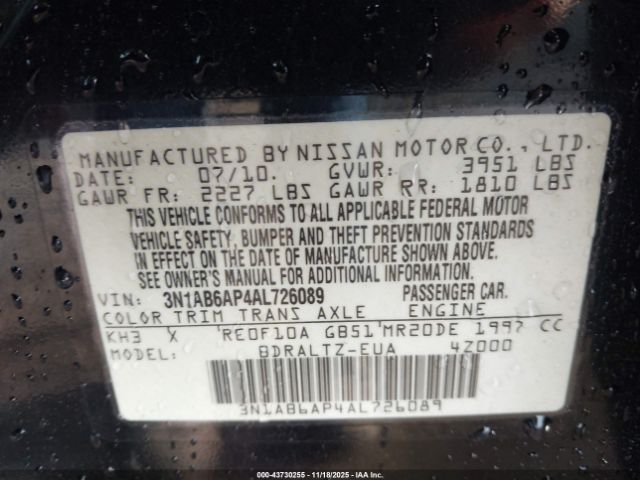 MANUFACTURED BY NISSAN MOTOR CO., LTD.
DATE: 07/10. GVWR: 3951 LBS
GAWR FR: 2227 LBS GAWR RR: 1810 LBS
THIS VEHICLE CONFORMS TO ALL APPLICABLE FEDERAL MOTOR
VEHICLE SAFETY, BUMPER AND THEFT PREVENTION STANDARDS
IN EFFECT ON THE DATE OF MANUFACTURE SHOWN ABOVE.
SEE OWNER'S MANUAL FOR ADDITIONAL INFORMATION.
VIN: 3N1AB6AP4AL726089 PASSENGER CAR.
COLOR TRIM TRANS AXLE ENGINE
KH3 X RE0F10A GB51 MR20DE 1997 CC
MODEL: BDRALTZ-EUA 4Z000
3N1AB6AP4AL726089
000-43730255 - 11/18/2025 - IAA Inc.